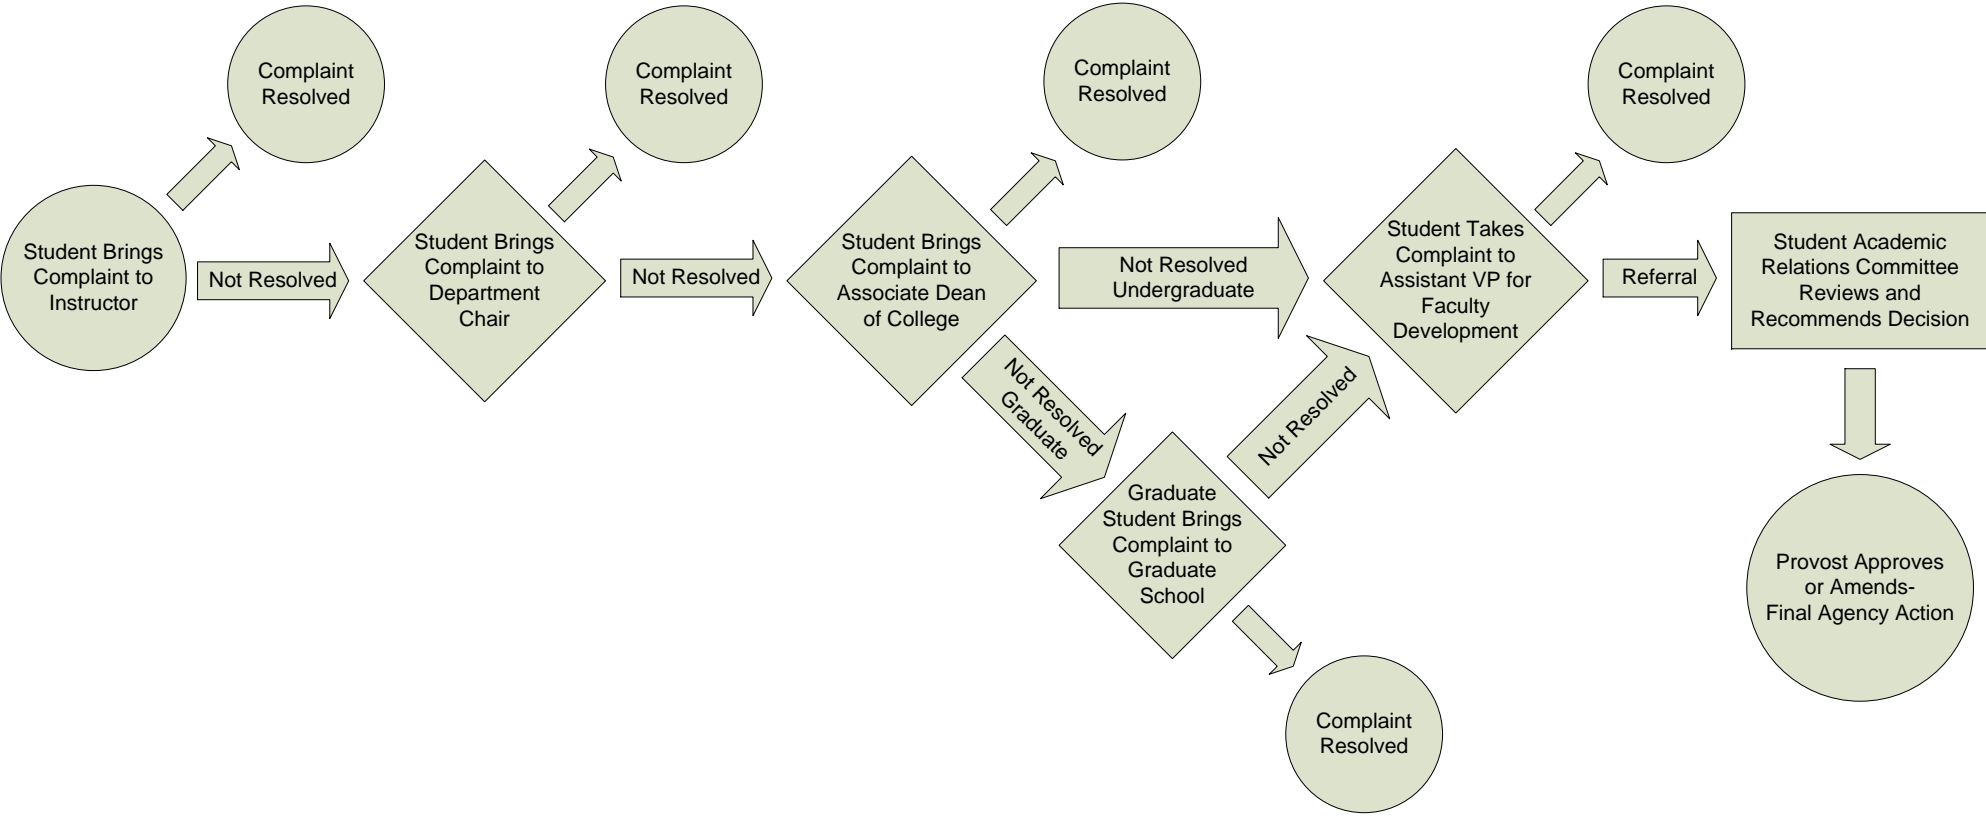 Complaint
Resolved
Complaint
Resolved
Complaint
Resolved
Complaint
Resolved
Student Brings
Complaint to
Instructor
Not Resolved
Student Brings
Complaint to
Department
Chair
Not Resolved
Student Brings
Complaint to
Associate Dean
of College
Not Resolved
Undergraduate
Student Takes
Complaint to
Assistant VP for
Faculty
Development
Referral
Student Academic
Relations Committee
Reviews and
Recommends Decision
Not Resolved
Graduate
Not Resolved
Graduate
Student Brings
Complaint to
Graduate
School
Provost Approves
or Amends-
Final Agency Action
Complaint
Resolved